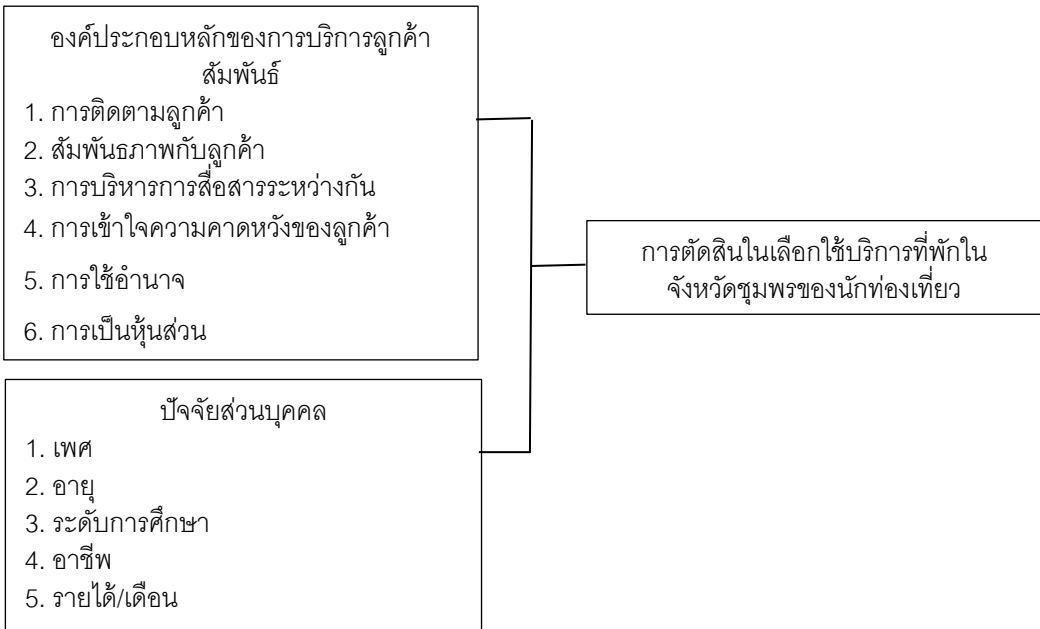 องค์ประกอบหลักของการบริการลูกค้า
สัมพันธ์
1. การติดตามลูกค้า
2. สัมพันธภาพกับลูกค้า
3. การบริหารการสื่อสารระหว่างกัน
4. การเข้าใจความคาดหวังของลูกค้า
5. การใช้อำนาจ
6. การเป็นหุ้นส่วน
การตัดสินในเลือกใช้บริการที่พักใน
จังหวัดชุมพรของนักท่องเที่ยว
ปัจจัยส่วนบุคคล
1. เพศ
2. อายุ
3. ระดับการศึกษา
4. อาชีพ
5. รายได้/เดือน